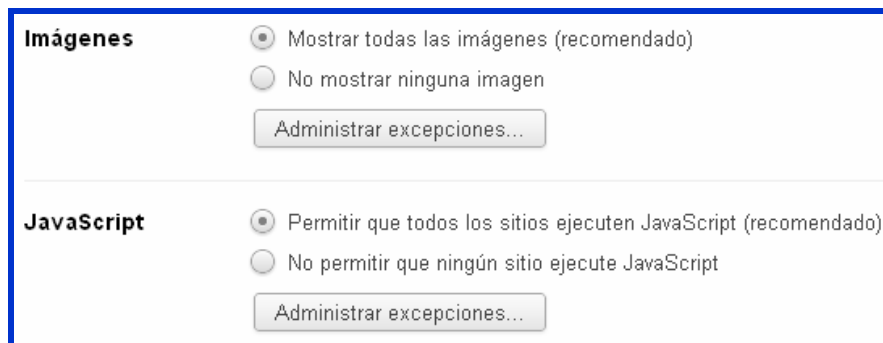 Imágenes
Mostrar todas las imágenes (recomendado)
No mostrar ninguna imagen
Administrar excepciones...
JavaScript
Permitir que todos los sitios ejecuten JavaScript (recomendado)
No permitir que ningún sitio ejecute JavaScript
Administrar excepciones...